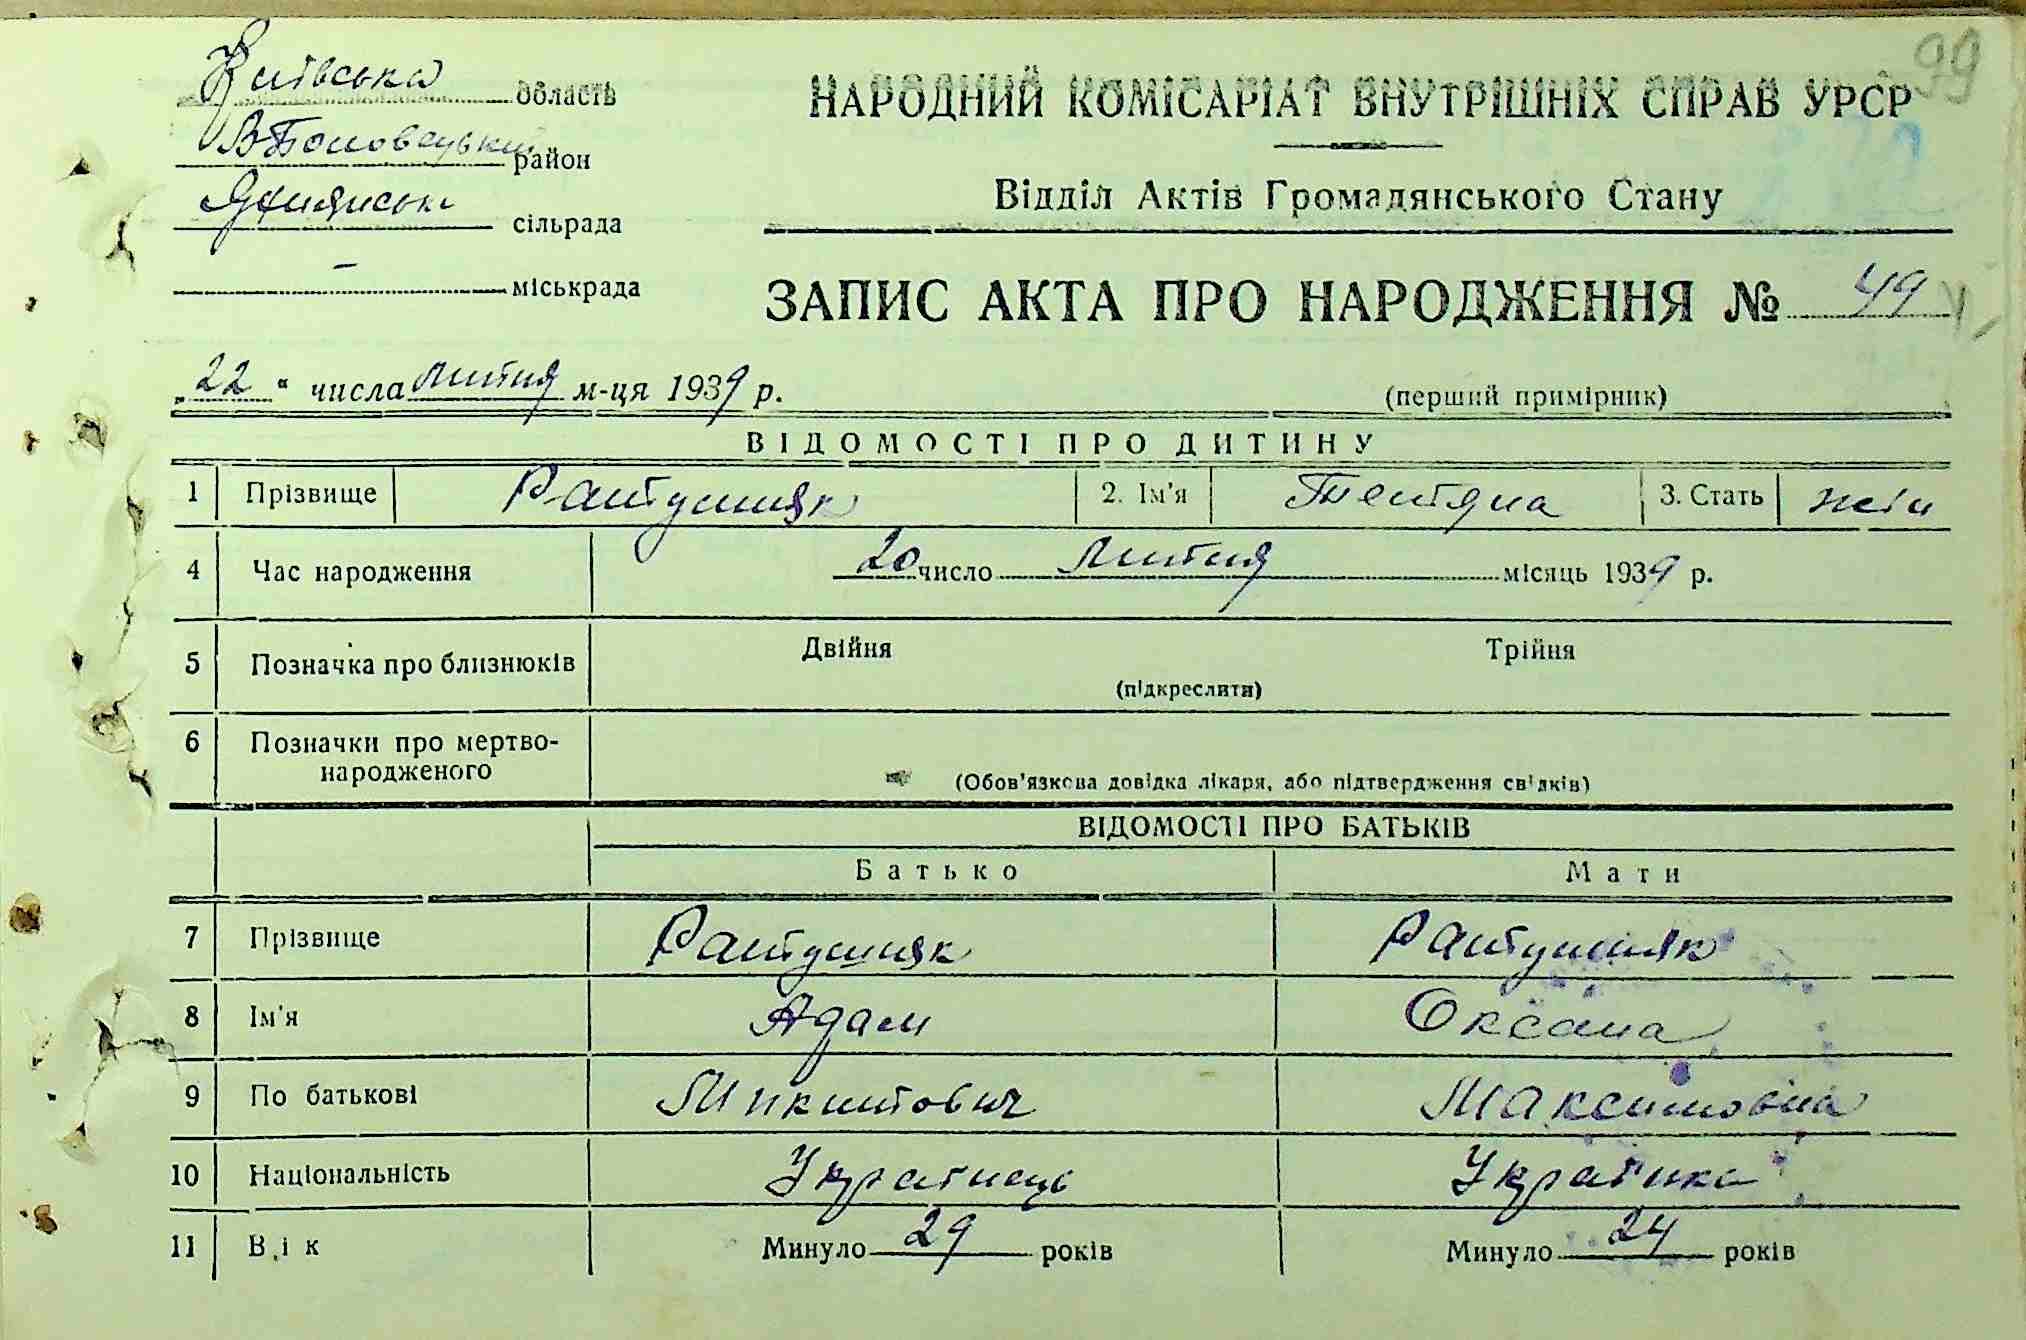 99
Київська область
НАРОДНИЙ КОМІСАРІАТ ВНУТРІШНІХ СПРАВ УРСР
район
Відділ Актів Громадянського Стану
сільрада
- міськрада
ЗАПИС АКТА ПРО НАРОДЖЕННЯ № 49
„22" числа лютня м-ця 1939 р.
(перший примірник)
ВІДОМОСТІ ПРО ДИТИНУ
1 Прізвище Ратушняк 2. Ім'я Тетяна 3. Стать жін
4 Час народження 20 число лютня місяць 1939 р.
5 Позначка про близнюків Двійня Трійня
(підкреслити)
6 Позначки про мертво-
народженого
(Обов'язкова довідка лікаря, або підтвердження свідків)
ВІДОМОСТІ ПРО БАТЬКІВ
Батько Мати
7 Прізвище Ратушняк Ратушняк
8 Ім'я Адам Оксана
9 По батькові Микитович Максимовна
10 Національність Українець Українка
11 Вік Минуло 29 років Минуло 24 років